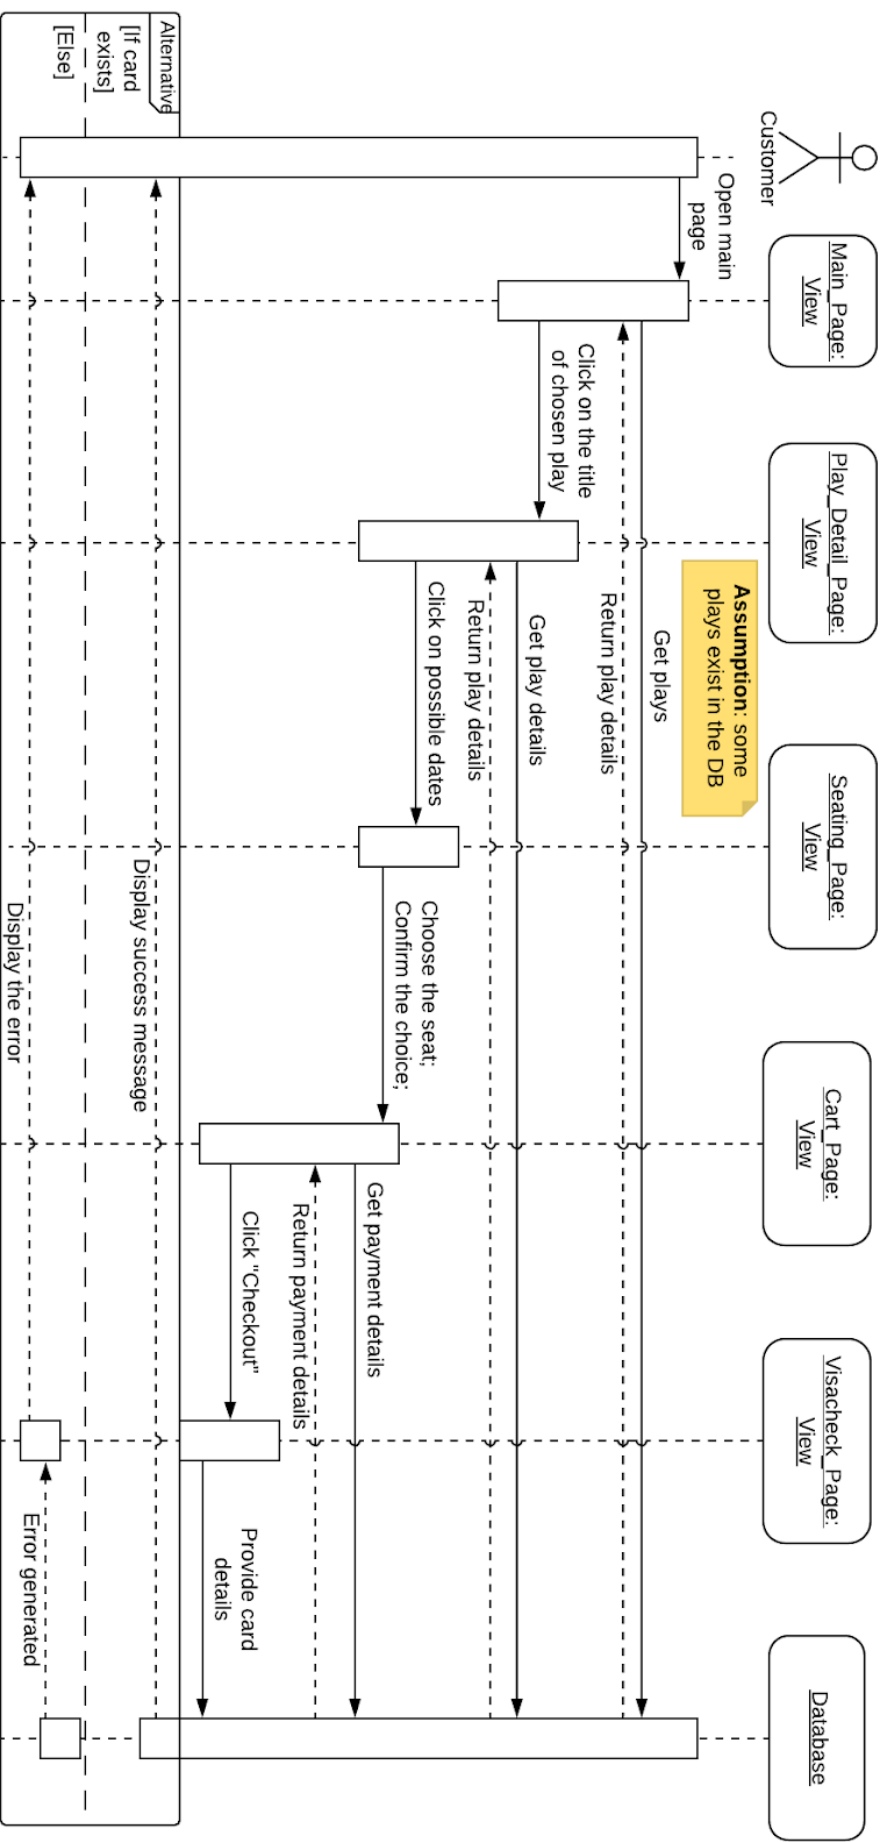 Customer
Main_Page:
View
Play_Detail_Page:
View
Seating_Page:
View
Cart_Page:
View
Visacheck_Page:
View
Database
Open main
page
Assumption: some
plays exist in the DB
Get plays
Return play details
Click on the title
of chosen play
Get play details
Return play details
Click on possible dates
Choose the seat;
Confirm the choice;
Get payment details
Return payment details
Click "Checkout"
Provide card
details
Alternative
[If card
exists]
Display success message
[Else]
Error generated
Display the error